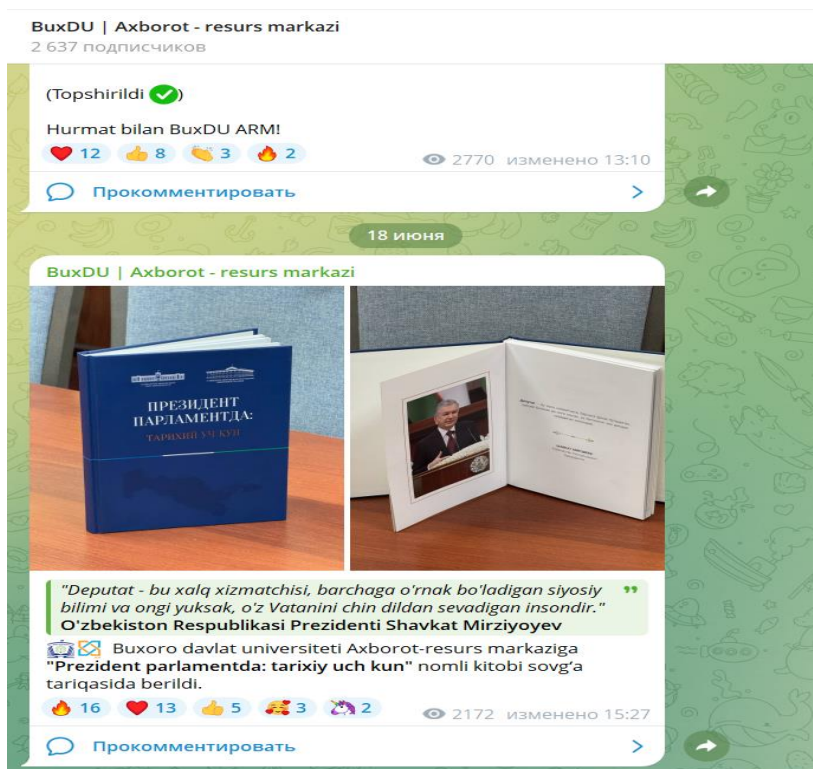 BuxDU | Axborot - resurs markazi
2 637 подписчиков
(Topshirildi ✅)
Hurmat bilan BuxDU ARM!
❤️ 12 👍 8 👏 3 🔥 2
2770 изменено 13:10
Прокомментировать
18 июня
BuxDU | Axborot - resurs markazi
ПРЕЗИДЕНТ
ПАРЛАМЕНТДА:
ТАРИХИЙ УЧ КУН
"Deputat - bu xalq xizmatchisi, barchaga o'rnak bo'ladigan siyosiy
bilimi va ongi yuksak, o'z Vatanini chin dildan sevadigan insondir."
O'zbekiston Respublikasi Prezidenti Shavkat Mirziyoyev
Buxoro davlat universiteti Axborot-resurs markaziga
"Prezident parlamentda: tarixiy uch kun" nomli kitobi sovgʻa
tariqasida berildi.
🔥 16 ❤️ 13 👍 5 🥰 3 🦄 2
2172 изменено 15:27
Прокомментировать